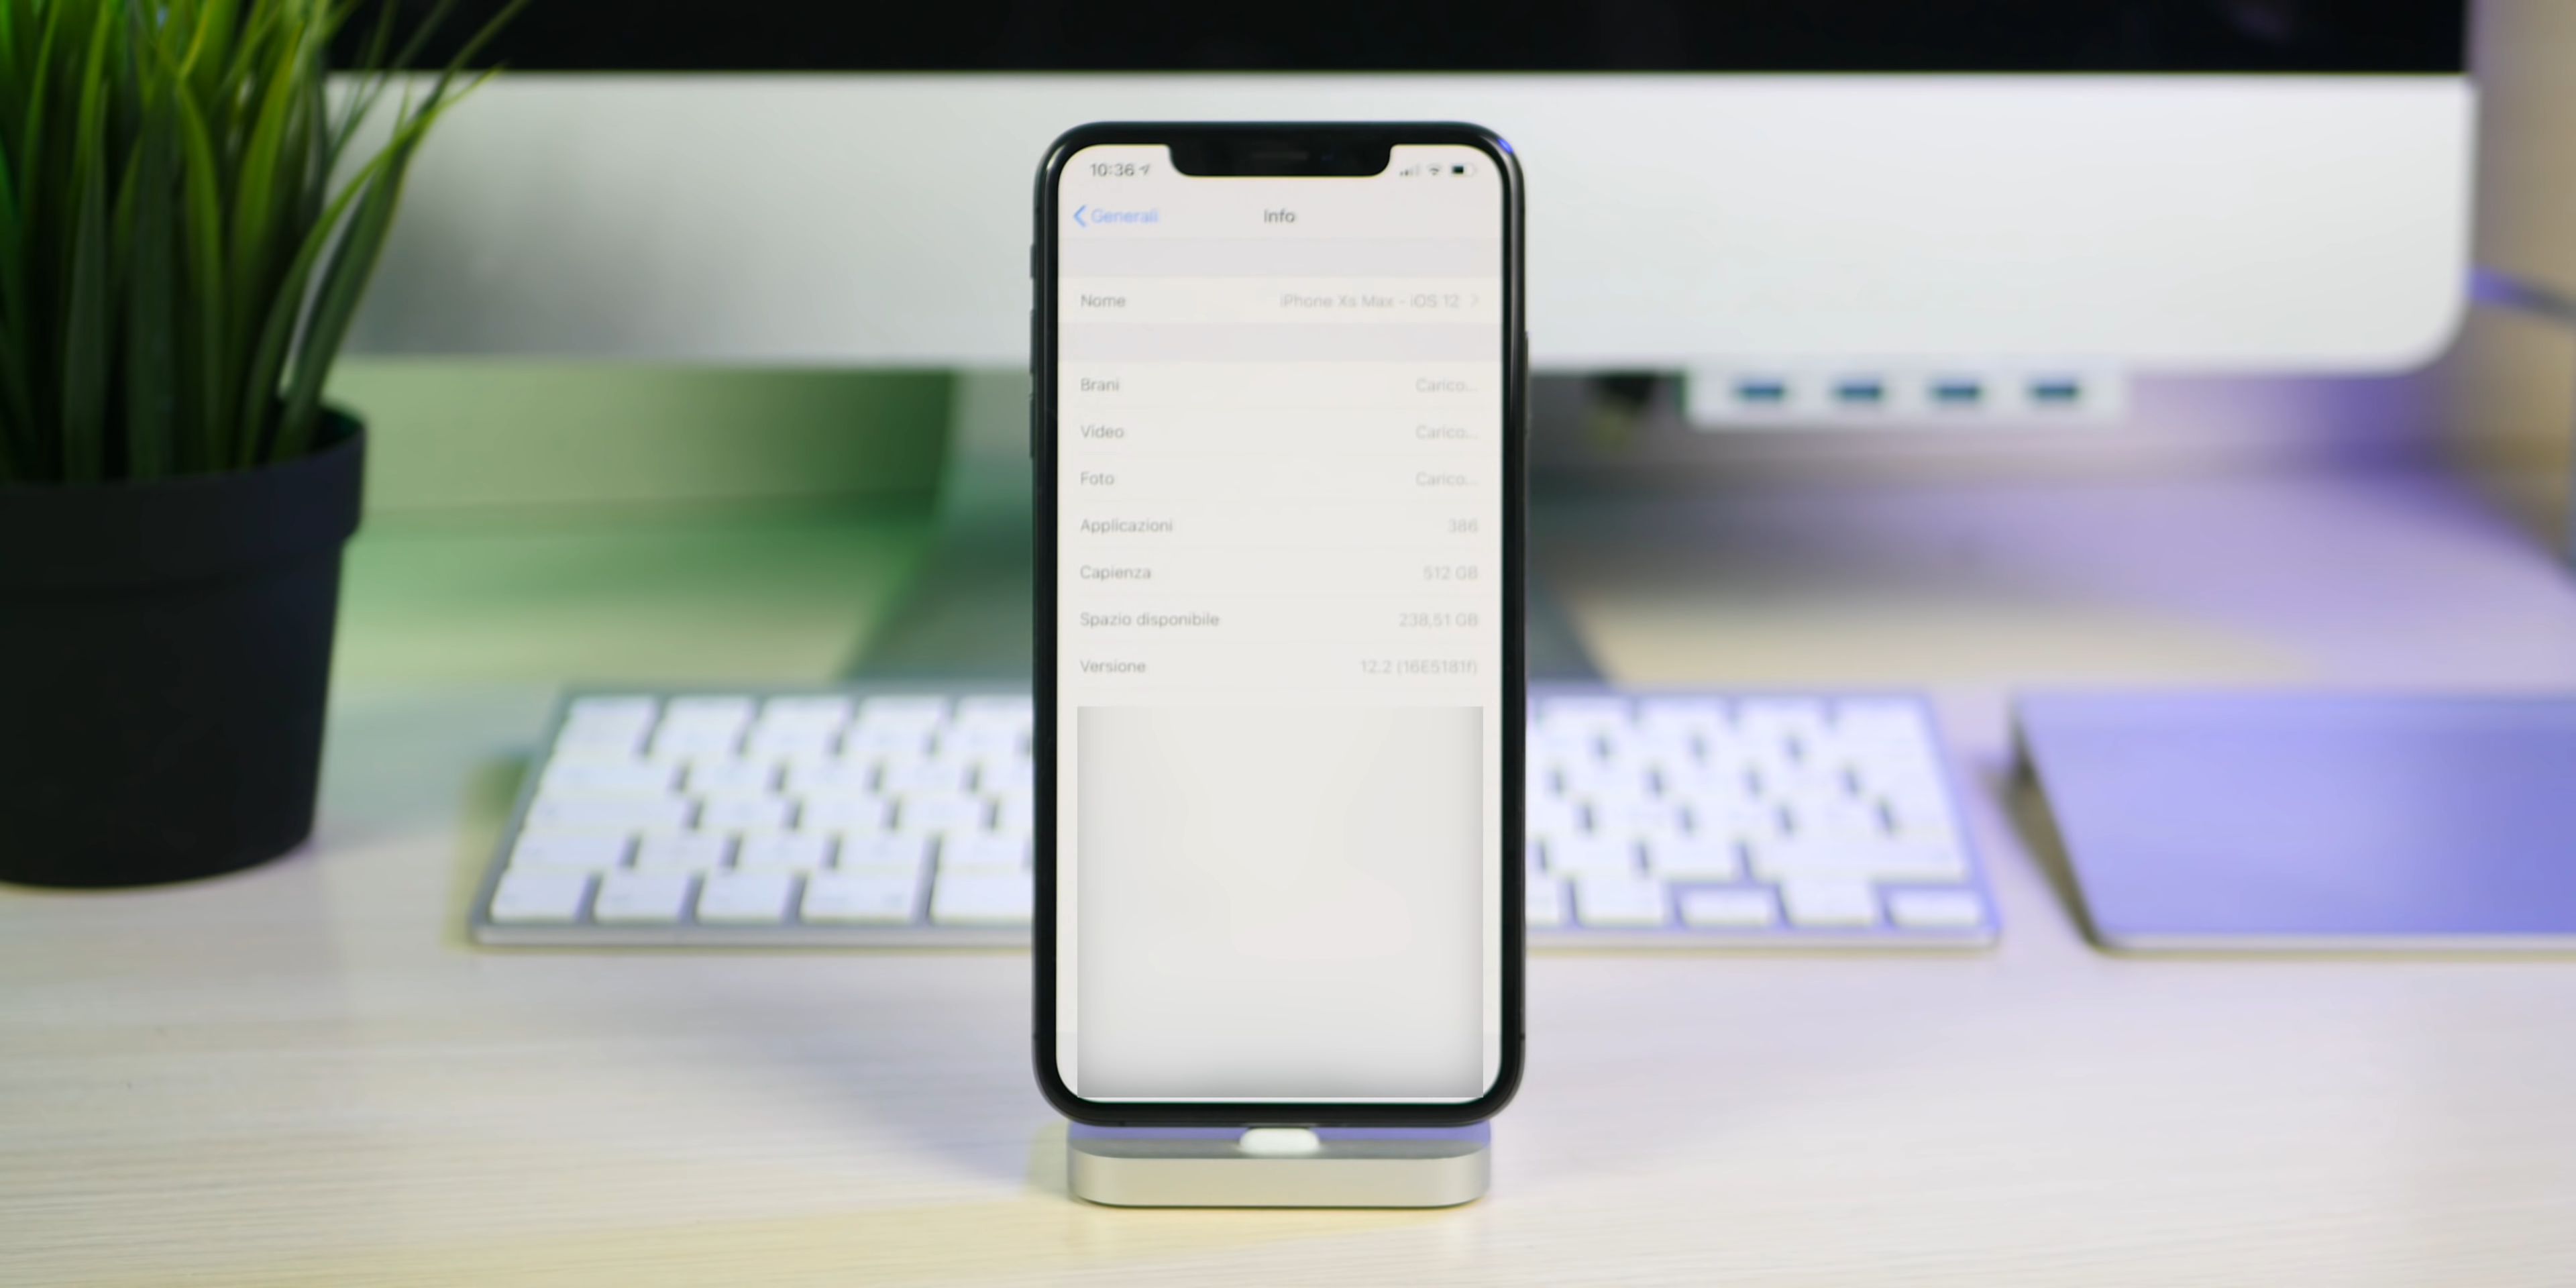 10:36
Generali
Info
Nome iPhone Xs Max - iOS 12
Brani Carico...
Video Carico...
Foto Carico...
Applicazioni 386
Capienza 512 GB
Spazio disponibile 238,51 GB
Versione 12.2 (16E5181f)